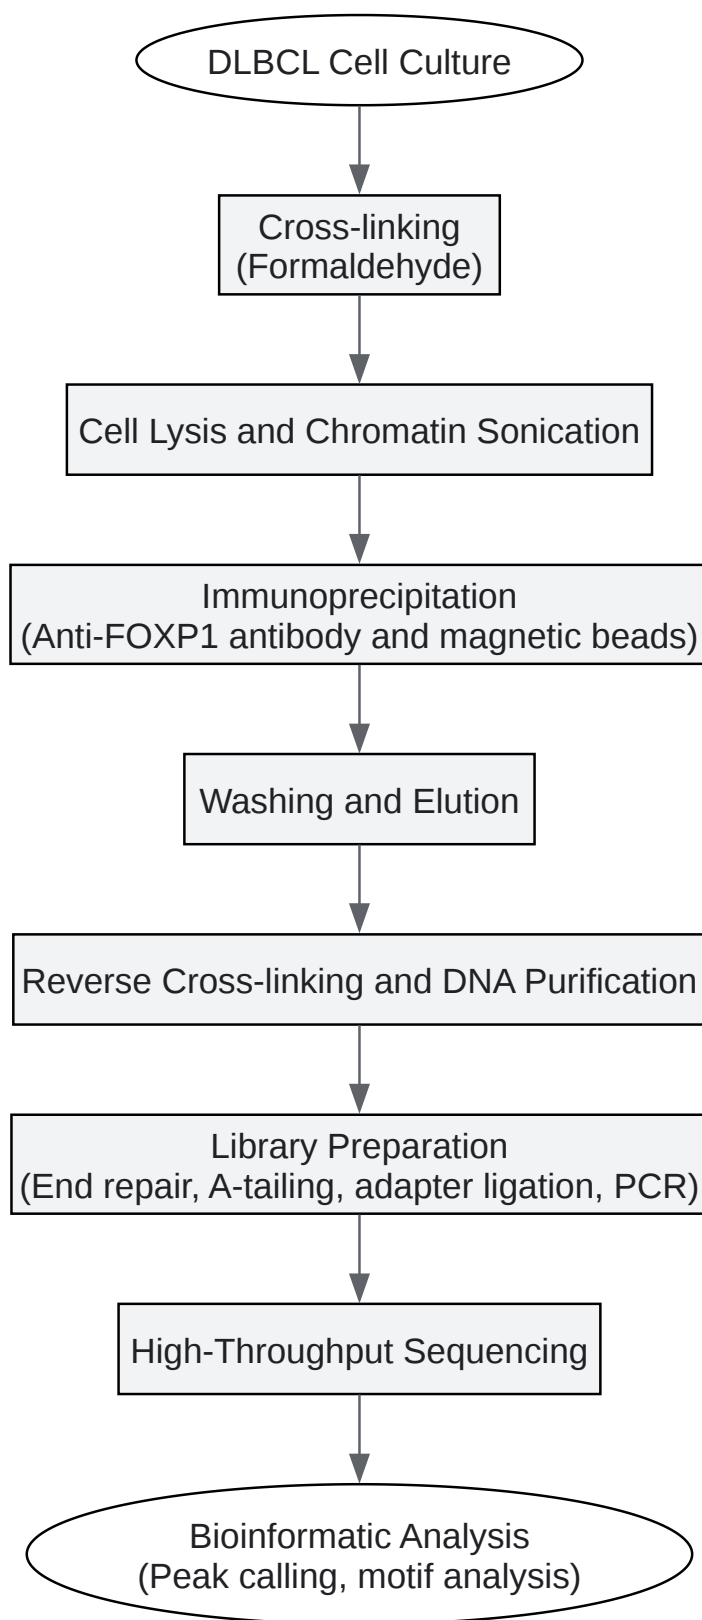 DLBCL Cell Culture
Cross-linking
(Formaldehyde)
Cell Lysis and Chromatin Sonication
Immunoprecipitation
(Anti-FOXP1 antibody and magnetic beads)
Washing and Elution
Reverse Cross-linking and DNA Purification
Library Preparation
(End repair, A-tailing, adapter ligation, PCR)
High-Throughput Sequencing
Bioinformatic Analysis
(Peak calling, motif analysis)